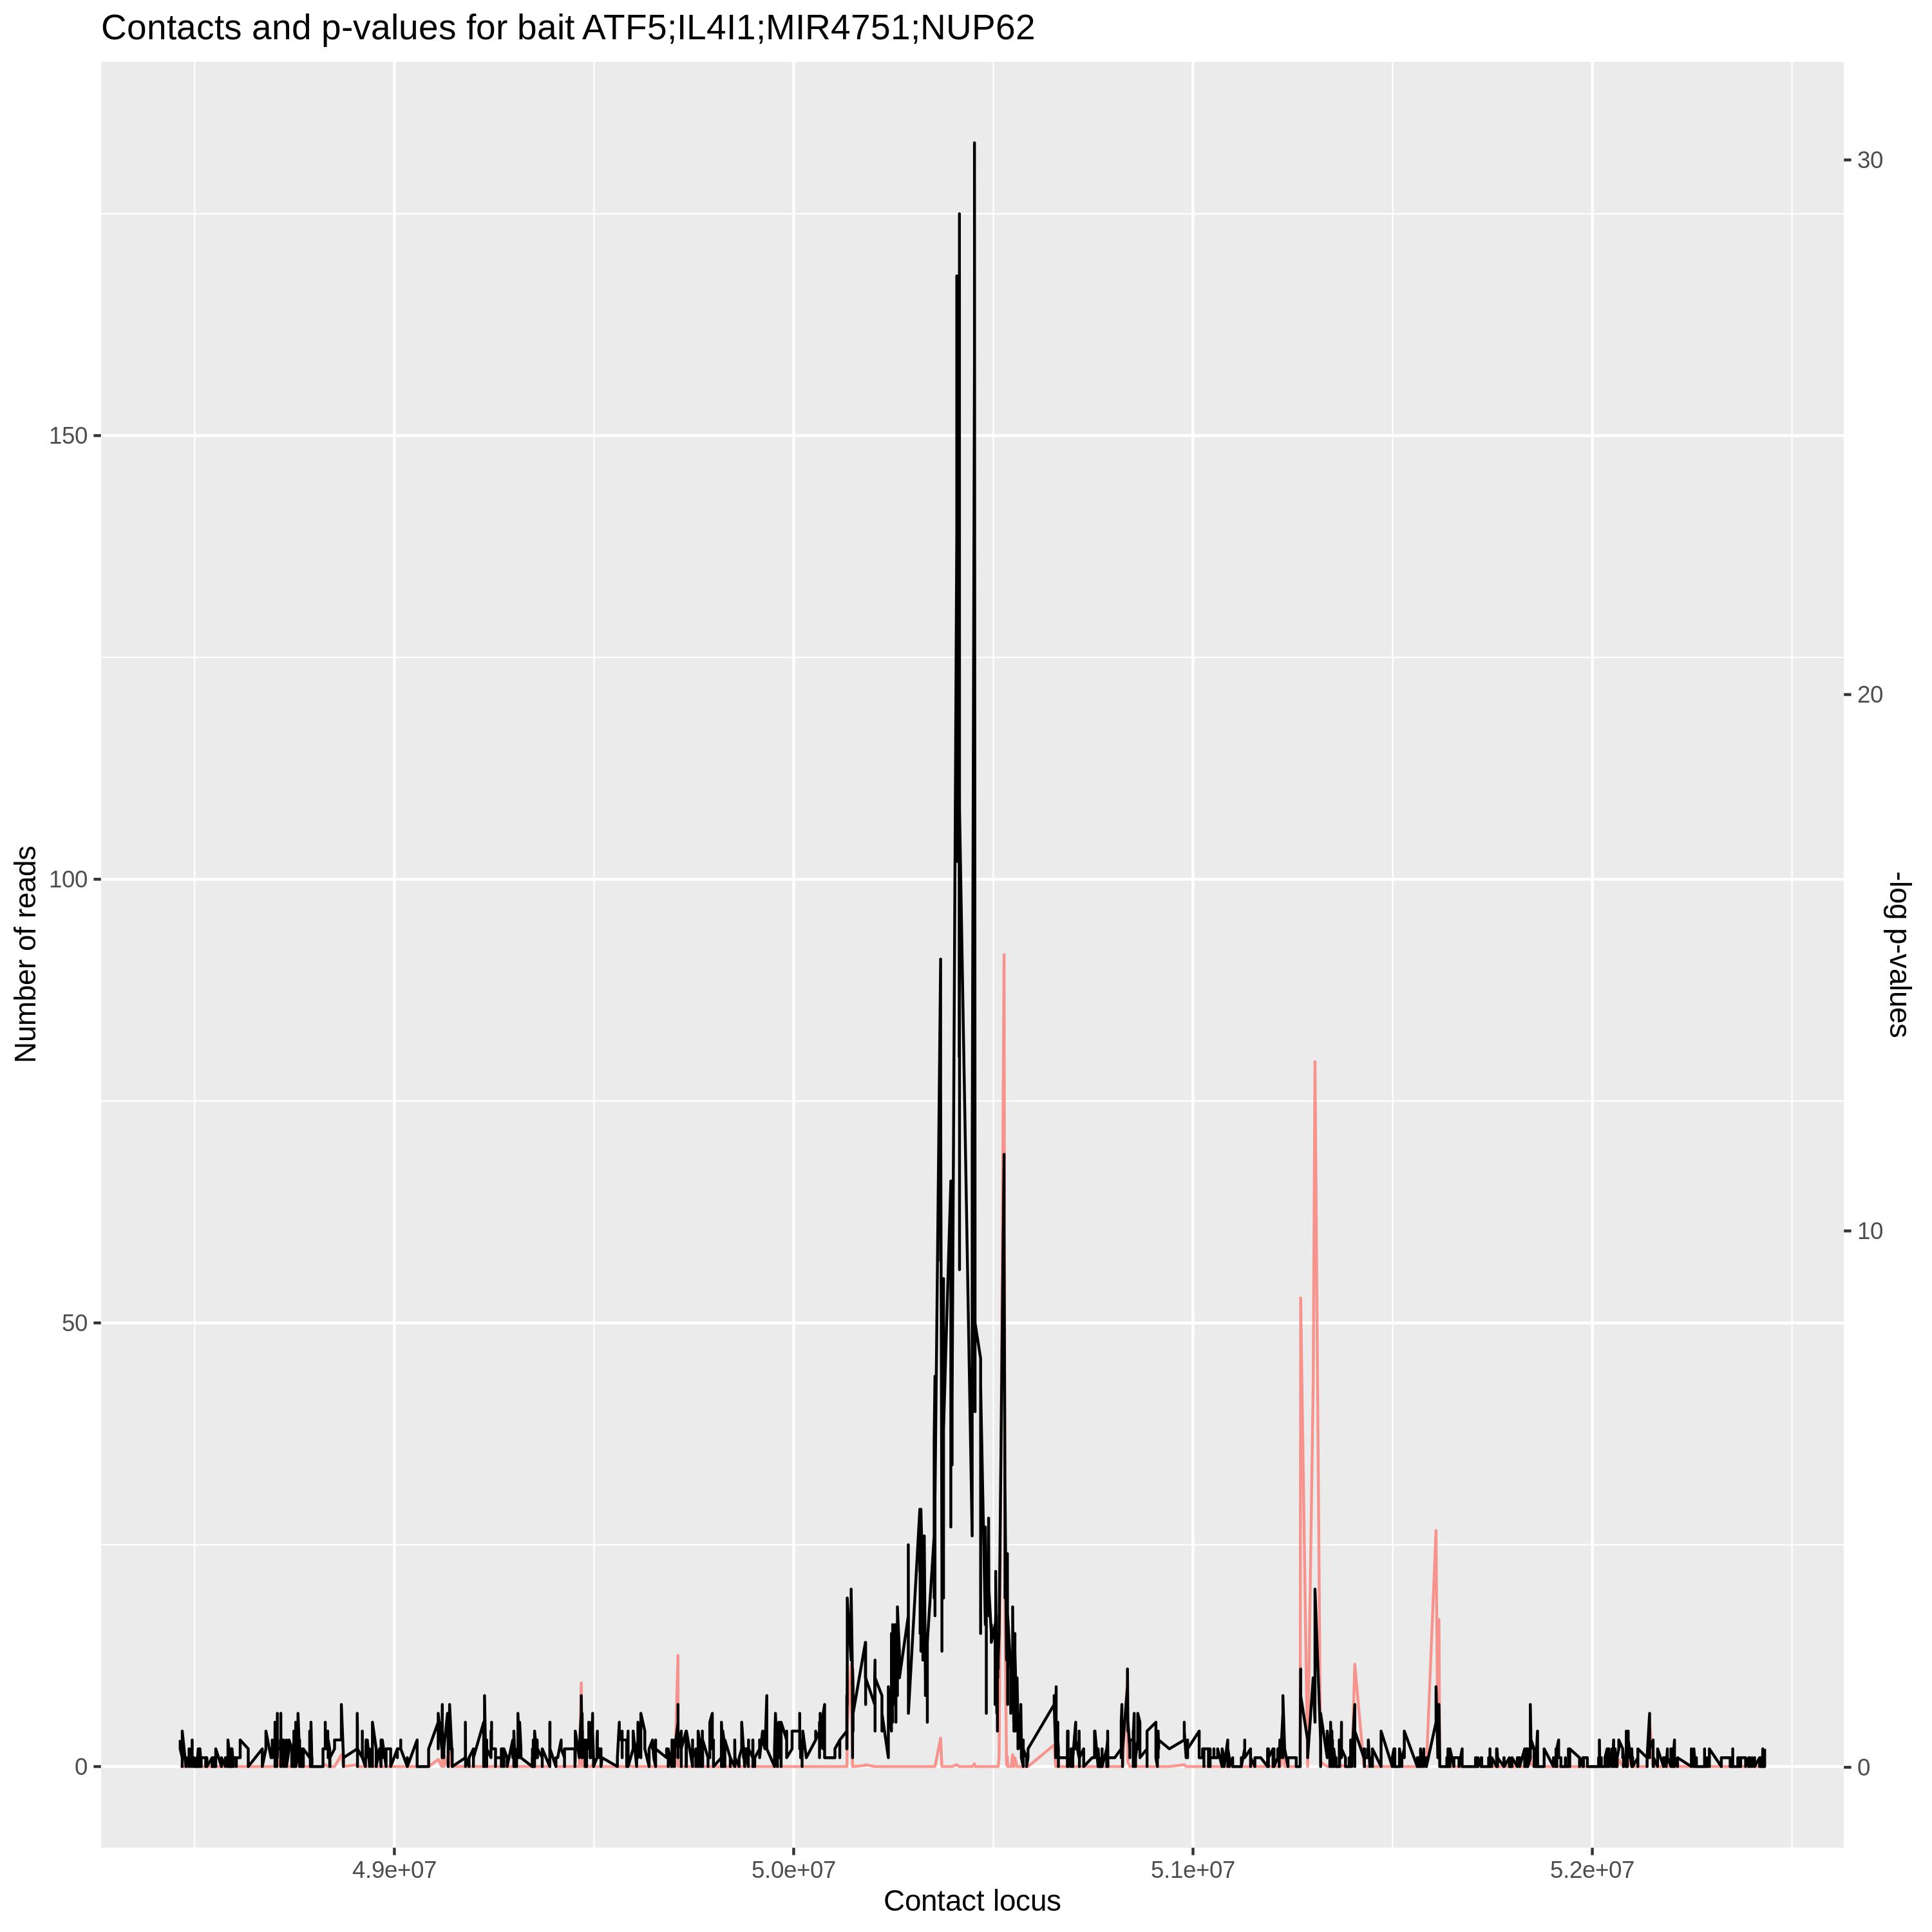 Contacts and p-values for bait ATF5;IL4I1;MIR4751;NUP62
Number of reads
150
100
50
0
30
20
10
0
-log p-values
4.9e+07 5.0e+07 5.1e+07 5.2e+07
Contact locus